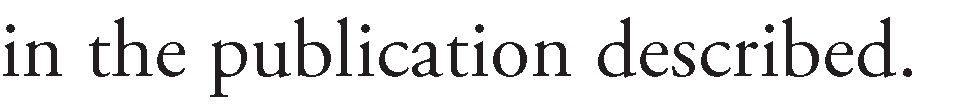 in the publication described.